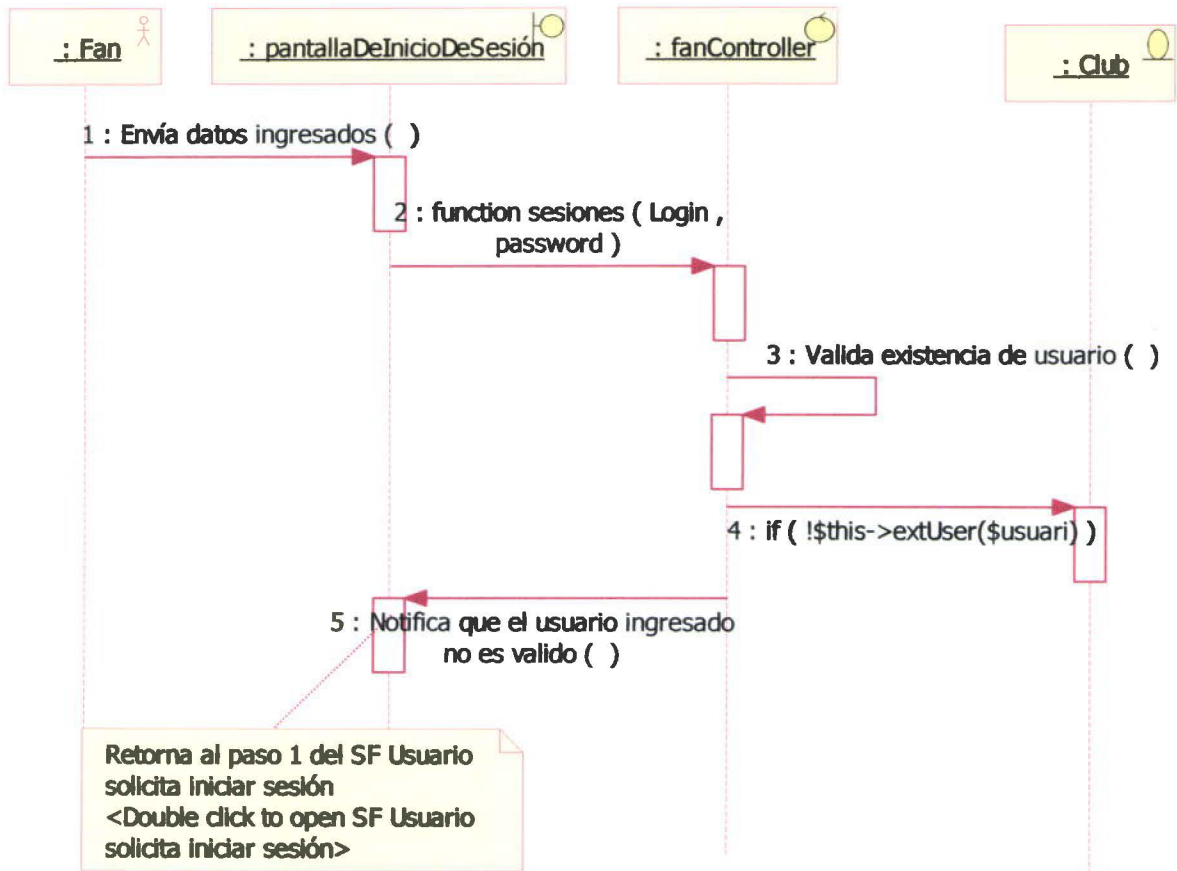 : Fan
: pantallaDeInicioDeSesión
: fanController
: Club
1 : Envía datos ingresados ( )
2 : function sesiones ( Login ,
password )
3 : Valida existencia de usuario ( )
4 : if ( !$this->extUser($usuari) )
5 : Notifica que el usuario ingresado
no es valido ( )
Retorna al paso 1 del SF Usuario
solicita iniciar sesión
<Double click to open SF Usuario
solicita iniciar sesión>